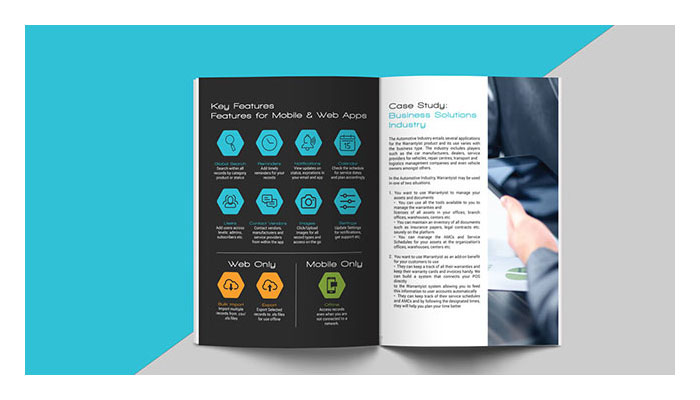 Key Features
Features for Mobile & Web Apps
Global Search
Search within all
records by category
product or status
Reminders
Add timely
reminders for your
records
Notifications
View updates on
status, expirations in
your email and app
Calendar
Check the schedule
for service dates
and plan accordingly.
Users
Add users access
levels: admins,
subscribers etc.
Contact Vendors
Contact vendors,
manufacturers and
service providers
from within the app
Images
Click/Upload
images for all
record types and
access on the go.
Settings
Update Settings
for notifications,
get support etc.
Web Only
Mobile Only
Bulk Import
Import multiple
records from .csv/
.xls files
Export
Export Selected
records to .xls files
for use offline
Offline
Access records
even when you are
not connected to a
network.
Case Study:
Business Solutions
Industry
The Automotive Industry entails several applications
for the Warrantyist product and its use varies with
the business type. The industry includes players
such as the car manufacturers, dealers, service
providers for vehicles, repair centres, transport and
logistics management companies and even vehicle
owners amongst others.
In the Automotive Industry, Warrantyist may be used
in one of two situations.
1. You want to use Warrantyist to manage your
assets and documents
• You can use all the tools available to you to
manage the warranties and
licences of all assets in your offices, branch
offices, warehouses, centers etc
• You can maintain an inventory of all documents
such as insurance papers, legal contracts etc.
securely on the platform
• You can manage the AMCs and Service
Schedules for your assets at the organization's
offices, warehouses, centers etc.
2. You want to use Warrantyist as an add-on benefit
for your customers to use
• They can keep a track of all their warranties and
keep their warranty cards and invoices handy. We
can build a system that connects your POS
directly
to the Warrantyist system allowing you to feed
this information to user accounts automatically
• They can keep track of their service schedules
and AMCs and by following the designated times,
they will help you plan your time better